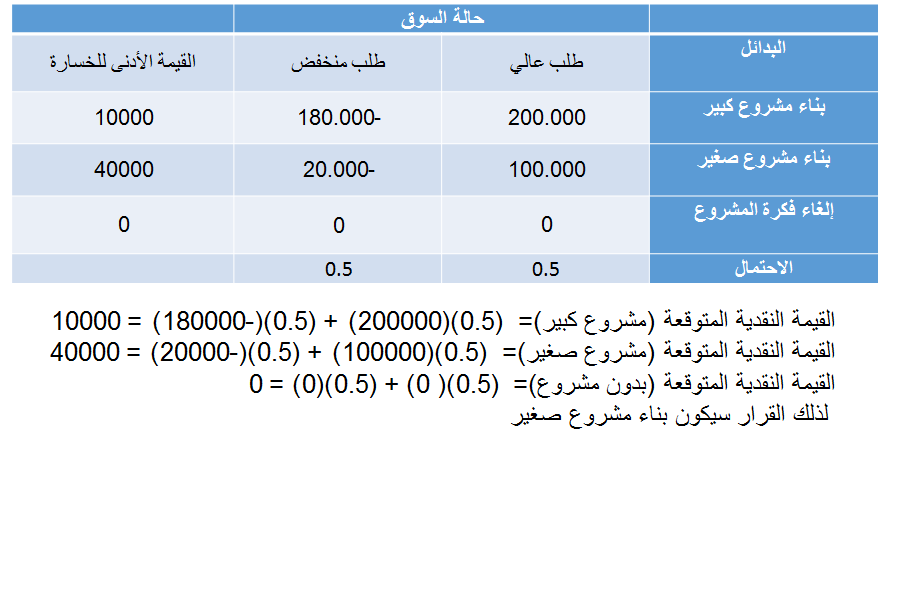 حالة السوق
البدائل طلب عالي طلب منخفض القيمة الأدنى للخسارة
بناء مشروع كبير 200.000 180.000- 10000
بناء مشروع صغير 100.000 20.000- 40000
إلغاء فكرة المشروع 0 0 0
الاحتمال 0.5 0.5
القيمة النقدية المتوقعة (مشروع كبير)= (0.5)(200000) + (0.5)(-180000) = 10000
القيمة النقدية المتوقعة (مشروع صغير)= (0.5)(100000) + (0.5)(-20000) = 40000
القيمة النقدية المتوقعة (بدون مشروع)= (0.5)( 0) + (0.5)(0) = 0
لذلك القرار سيكون بناء مشروع صغير